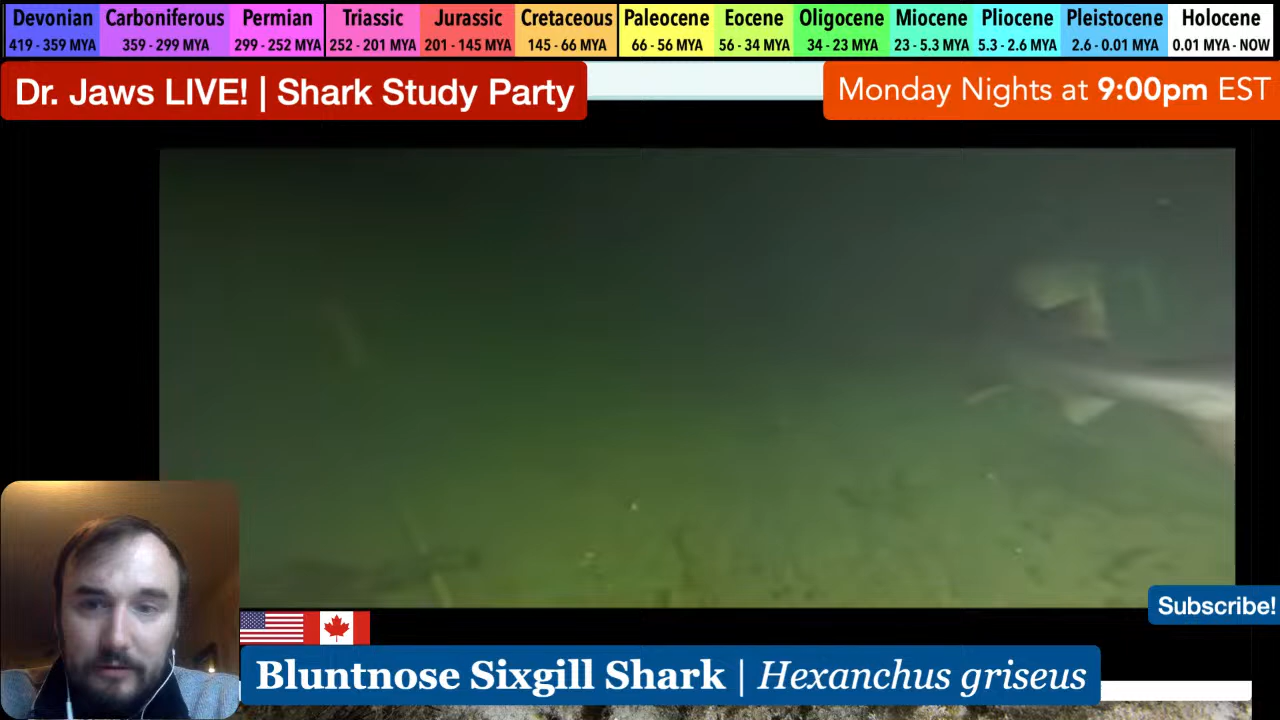 Devonian Carboniferous Permian Triassic Jurassic Cretaceous Paleocene Eocene Oligocene Miocene Pliocene Pleistocene Holocene
419 - 359 MYA 359 - 299 MYA 299 - 252 MYA 252 - 201 MYA 201 - 145 MYA 145 - 66 MYA 66 - 56 MYA 56 - 34 MYA 34 - 23 MYA 23 - 5.3 MYA 5.3 - 2.6 MYA 2.6 - 0.01 MYA 0.01 MYA - NOW
Dr. Jaws LIVE! | Shark Study Party
Monday Nights at 9:00pm EST
Subscribe!
Bluntnose Sixgill Shark | Hexanchus griseus